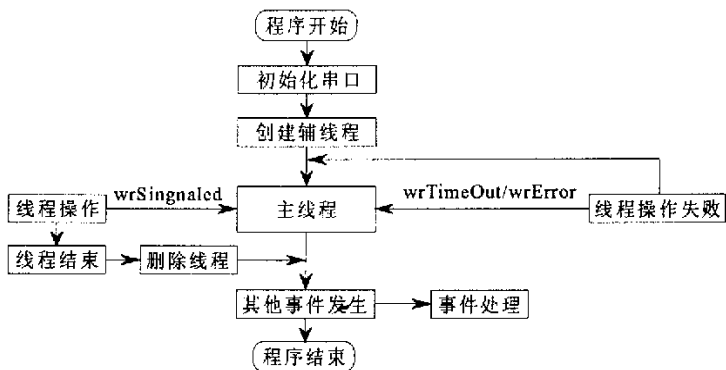 程序开始
初始化串口
创建辅线程
线程操作
wrSingnaled
主线程
wrTimeOut/wrError
线程操作失败
线程结束
删除线程
其他事件发生
事件处理
程序结束